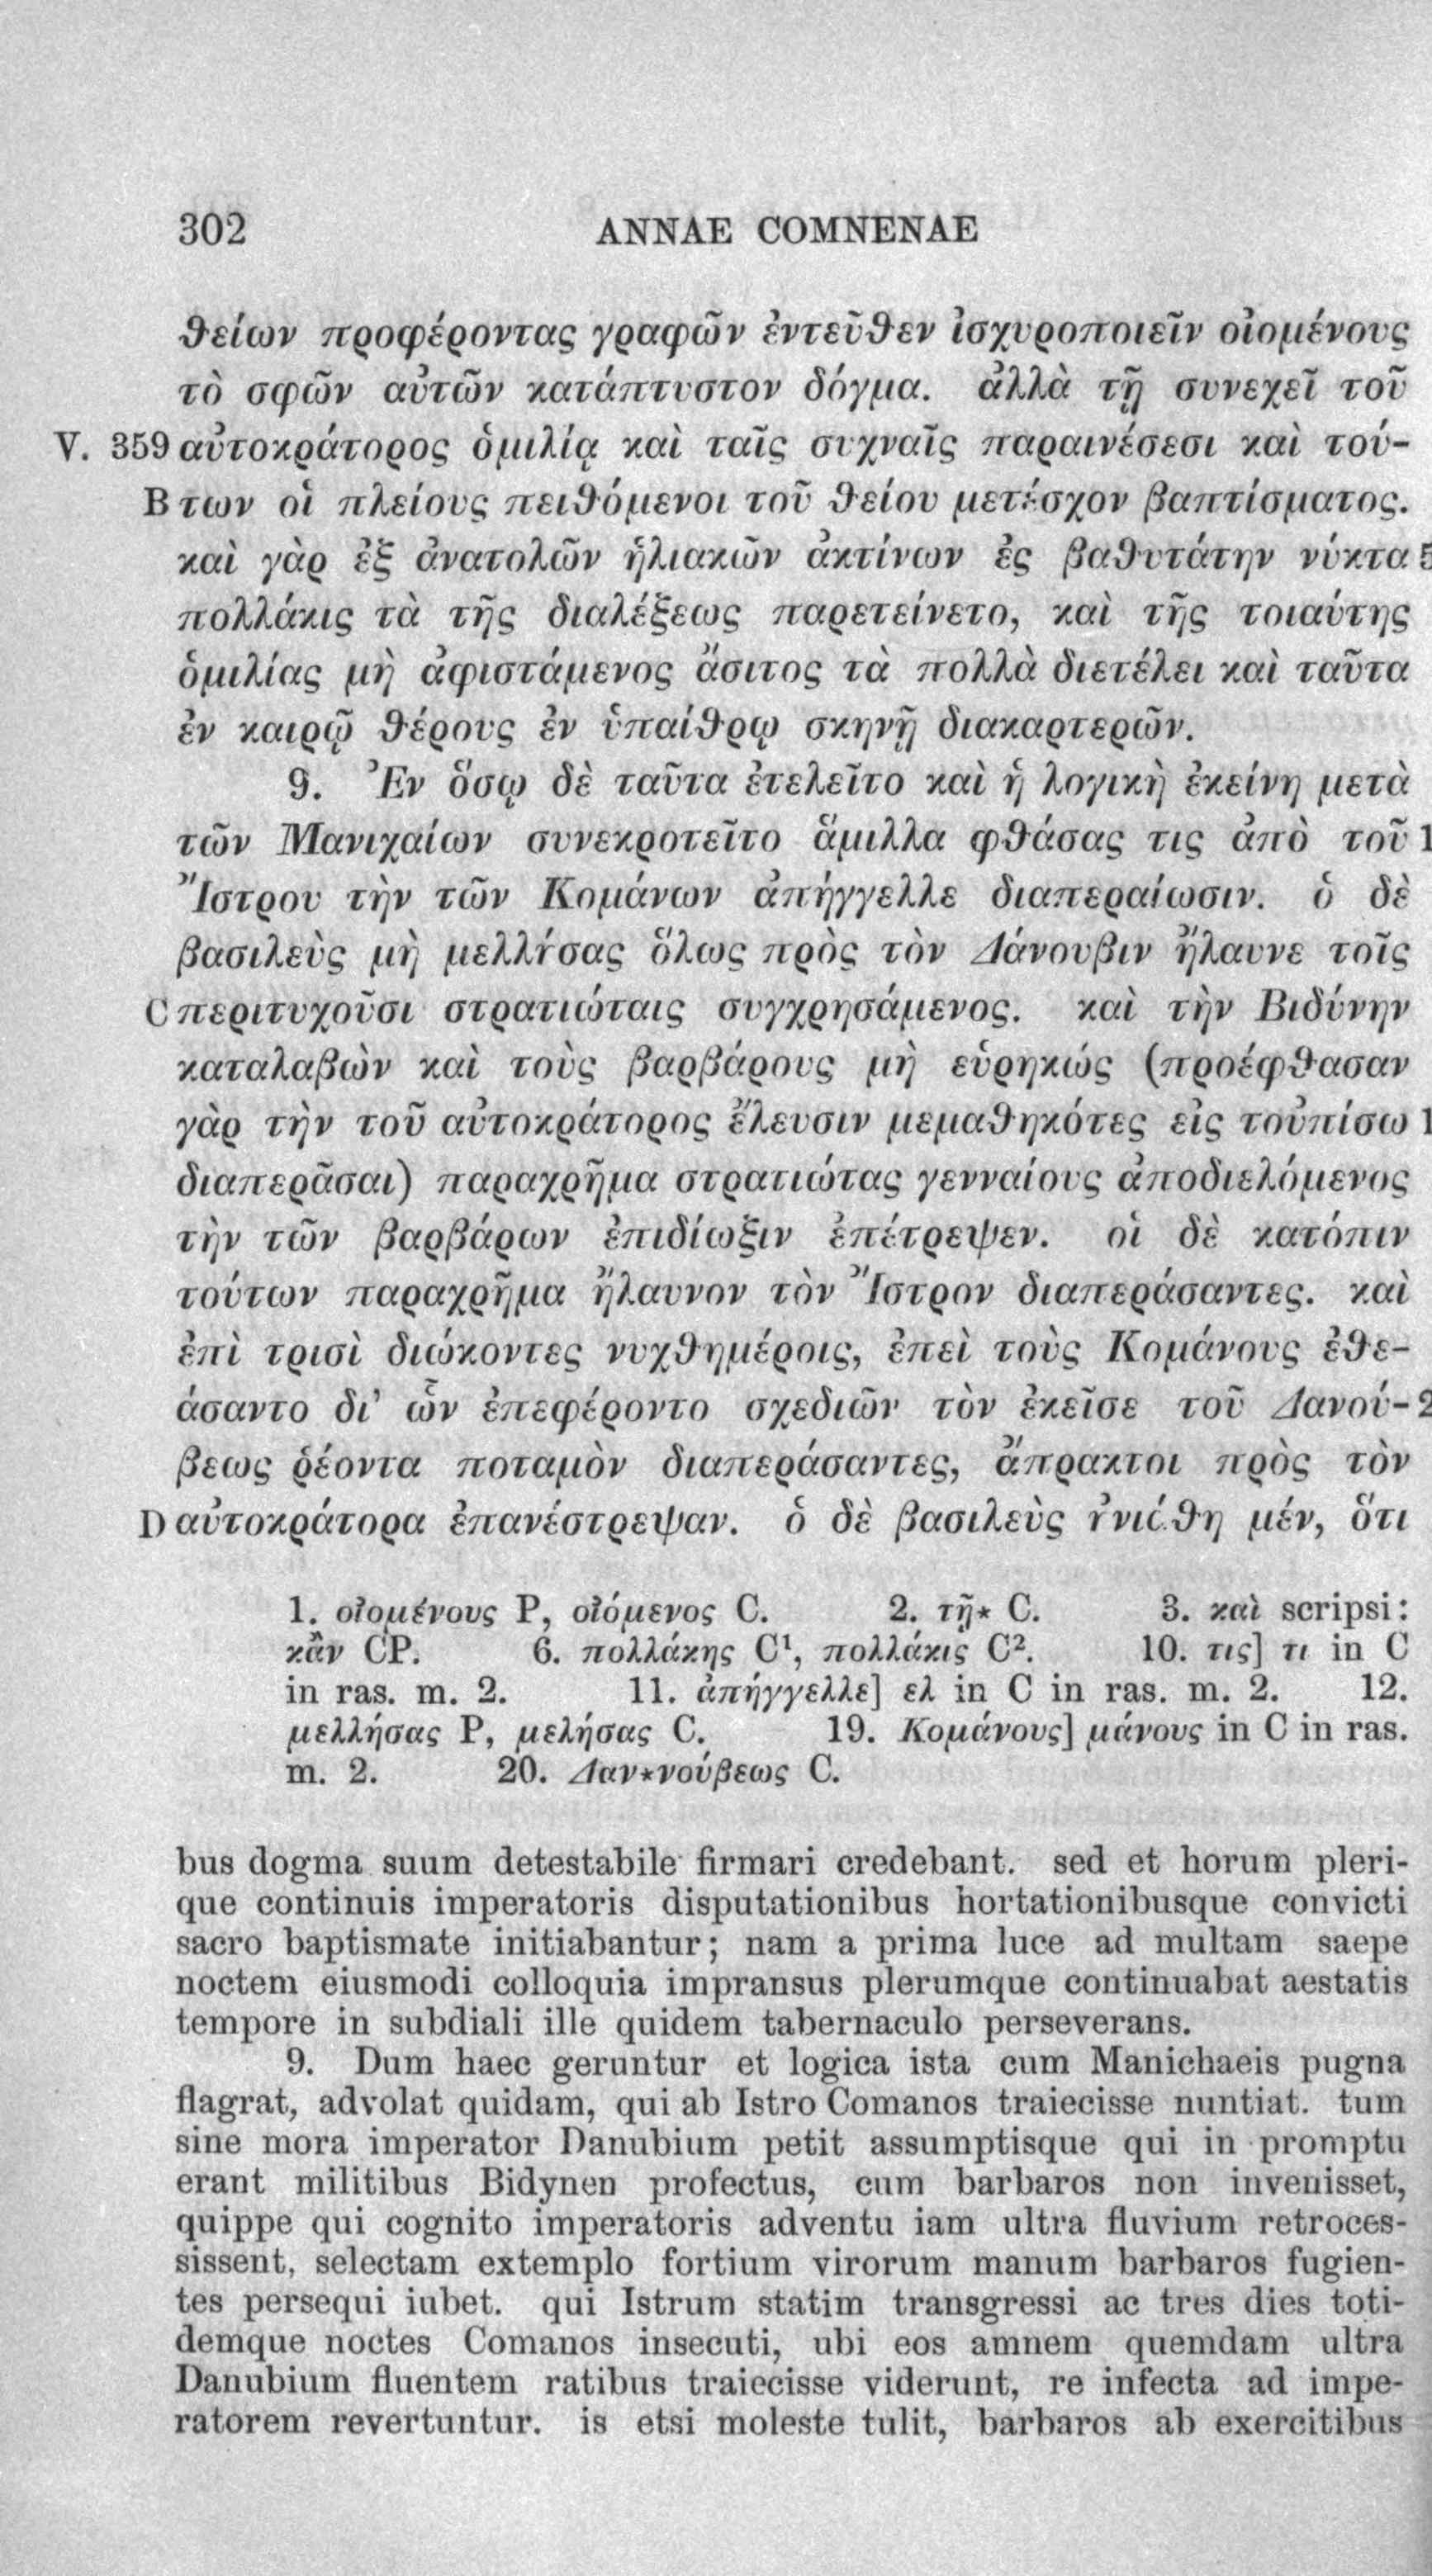 302 ANNAE COMNENAE
θείων προφέροντας γραφῶν ἐντεῦθεν ἰσχυροποιεῖν οἰομένους
τὸ σφῶν αὐτῶν κατάπτυστον δόγμα. ἀλλὰ τῇ συνεχεῖ τοῦ
V. 359 αὐτοκράτορος ὁμιλίᾳ καὶ ταῖς συχναῖς παραινέσεσι καὶ τού-
B των οἱ πλείους πειθόμενοι τοῦ θείου μετέσχον βαπτίσματος.
καὶ γὰρ ἐξ ἀνατολῶν ἡλιακῶν ἀκτίνων ἐς βαθυτάτην νύκτα 5
πολλάκις τὰ τῆς διαλέξεως παρετείνετο, καὶ τῆς τοιαύτης
ὁμιλίας μὴ ἀφιστάμενος ἄσιτος τὰ πολλὰ διετέλει καὶ ταῦτα
ἐν καιρῷ θέρους ἐν ὑπαίθρῳ σκηνῇ διακαρτερῶν.
9. Ἐν ὅσῳ δὲ ταῦτα ἐτελεῖτο καὶ ἡ λογικὴ ἐκείνη μετὰ
τῶν Μανιχαίων συνεκροτεῖτο ἅμιλλα φθάσας τις ἀπὸ τοῦ 1
Ἴστρου τὴν τῶν Κομάνων ἀπήγγελλε διαπεραίωσιν. ὁ δὲ
βασιλεὺς μὴ μελλήσας ὅλως πρὸς τὸν Δάνουβιν ἤλαυνε τοῖς
C περιτυχοῦσι στρατιώταις συγχρησάμενος. καὶ τὴν Βιδύνην
καταλαβὼν καὶ τοὺς βαρβάρους μὴ εὑρηκώς (προέφθασαν
γὰρ τὴν τοῦ αὐτοκράτορος ἔλευσιν μεμαθηκότες εἰς τοὐπίσω 1
διαπερᾶσαι) παραχρῆμα στρατιώτας γενναίους ἀποδιελόμενος
τὴν τῶν βαρβάρων ἐπιδίωξιν ἐπέτρεψεν. οἱ δὲ κατόπιν
τούτων παραχρῆμα ἤλαυνον τὸν Ἴστρον διαπεράσαντες. καὶ
ἐπὶ τρισὶ διώκοντες νυχθημέροις, ἐπεὶ τοὺς Κομάνους ἐθε-
άσαντο δι' ὧν ἐπεφέροντο σχεδιῶν τὸν ἐκεῖσε τοῦ Δανού- 2
βεως ῥέοντα ποταμὸν διαπεράσαντες, ἄπρακτοι πρὸς τὸν
D αὐτοκράτορα ἐπανέστρεψαν. ὁ δὲ βασιλεὺς ἠνιάθη μέν, ὅτι
1. οἰομένους P, οἰόμενος C. 2. τῇ* C. 3. καὶ scripsi:
κἂν CP. 6. πολλάκης C¹, πολλάκις C². 10. τις] τι in C
in ras. m. 2. 11. ἀπήγγελλε] ελ in C in ras. m. 2. 12.
μελλήσας P, μελήσας C. 19. Κομάνους] μάνους in C in ras.
m. 2. 20. Δαν*νούβεως C.
bus dogma suum detestabile firmari credebant. sed et horum pleri-
que continuis imperatoris disputationibus hortationibusque convicti
sacro baptismate initiabantur; nam a prima luce ad multam saepe
noctem eiusmodi colloquia impransus plerumque continuabat aestatis
tempore in subdiali ille quidem tabernaculo perseverans.
9. Dum haec geruntur et logica ista cum Manichaeis pugna
flagrat, advolat quidam, qui ab Istro Comanos traiecisse nuntiat. tum
sine mora imperator Danubium petit assumptisque qui in promptu
erant militibus Bidynen profectus, cum barbaros non invenisset,
quippe qui cognito imperatoris adventu iam ultra fluvium retroces-
sissent, selectam extemplo fortium virorum manum barbaros fugien-
tes persequi iubet. qui Istrum statim transgressi ac tres dies toti-
demque noctes Comanos insecuti, ubi eos amnem quemdam ultra
Danubium fluentem ratibus traiecisse viderunt, re infecta ad impe-
ratorem revertuntur. is etsi moleste tulit, barbaros ab exercitibus